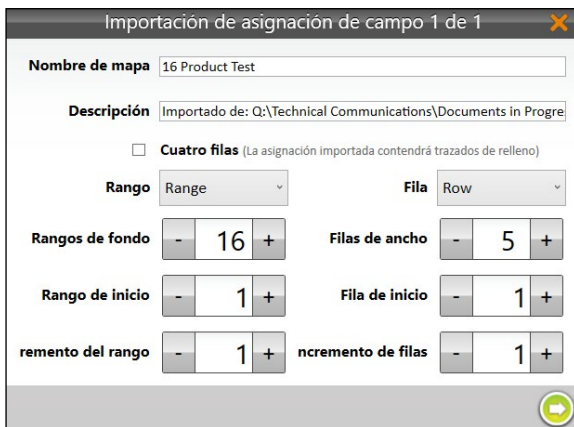 Importación de asignación de campo 1 de 1
Nombre de mapa 16 Product Test
Descripción Importado de: Q:\Technical Communications\Documents in Progre
Cuatro filas (La asignación importada contendrá trazados de relleno)
Rango Range Fila Row
Rangos de fondo - 16 + Filas de ancho - 5 +
Rango de inicio - 1 + Fila de inicio - 1 +
remento del rango - 1 + ncremento de filas - 1 +